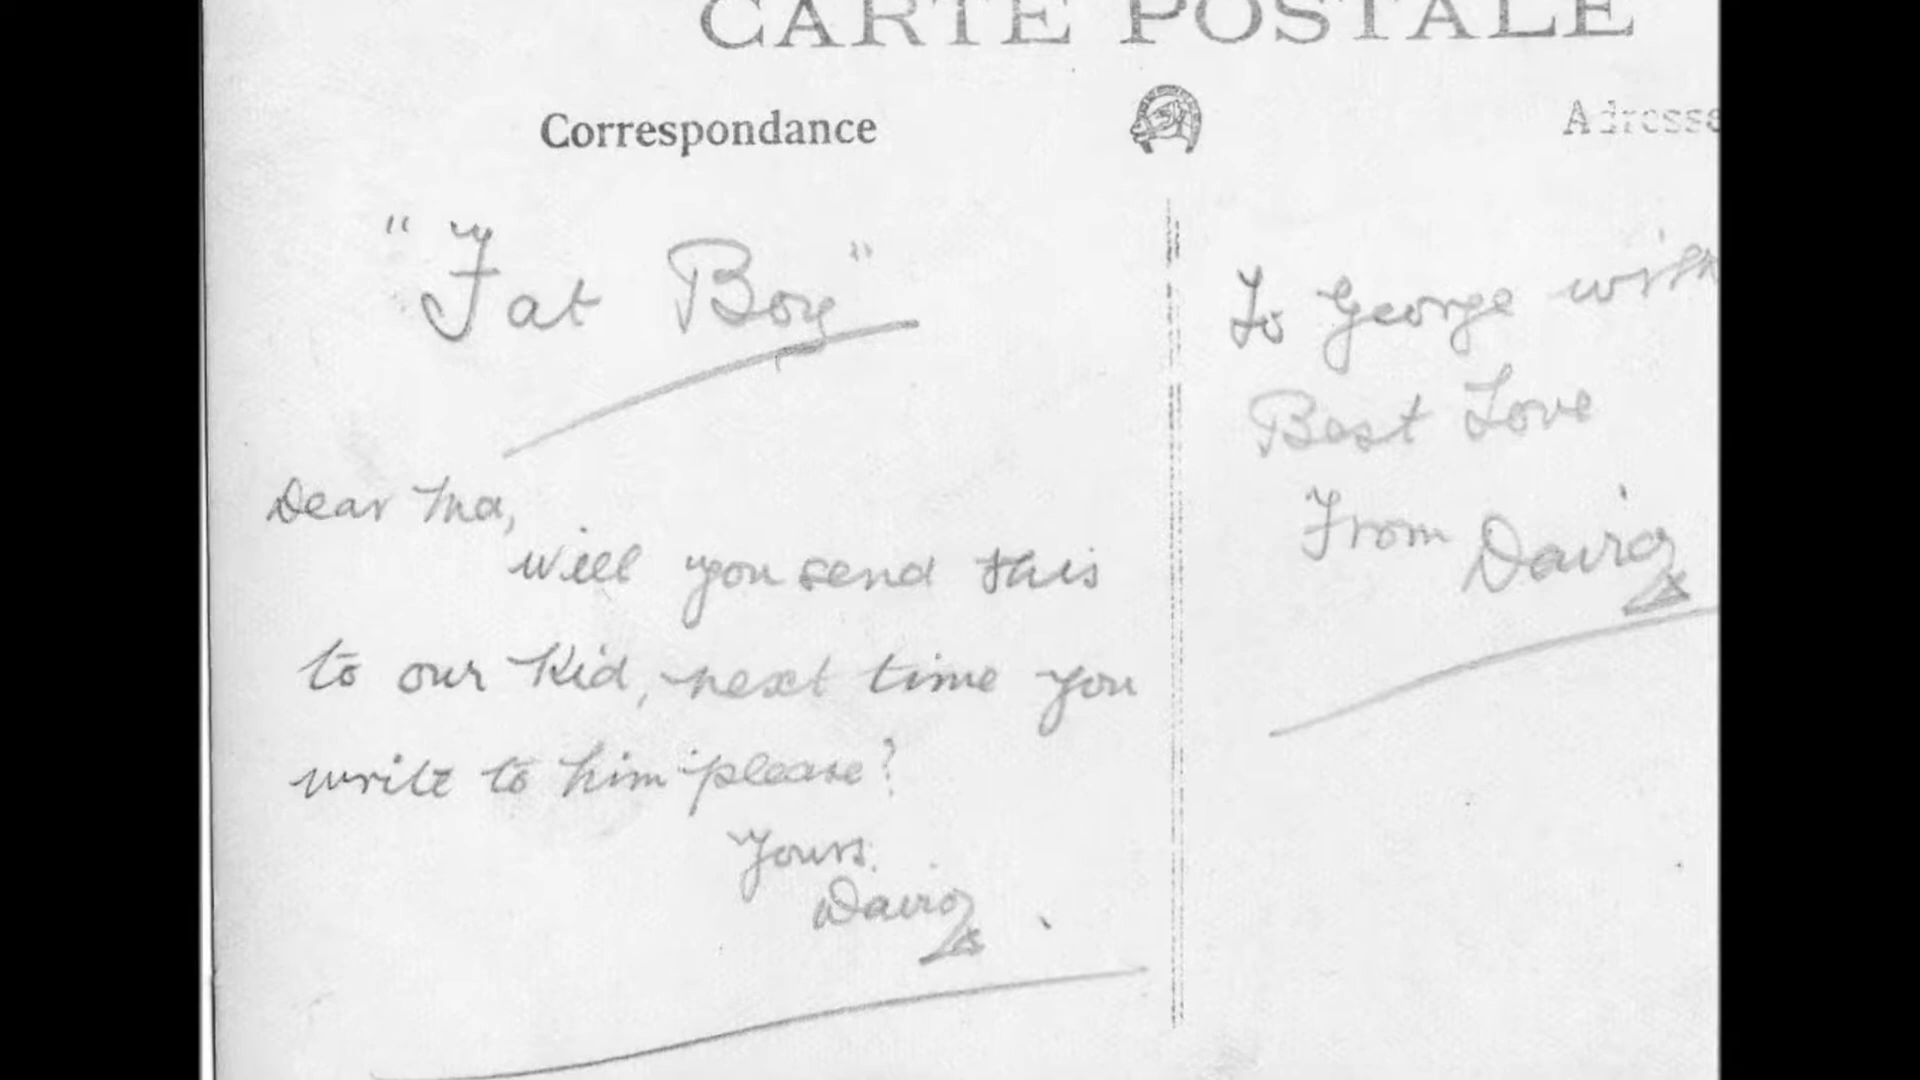 CARTE POSTALE
Correspondance
Adresse
"Fat Boy"
Dear Ma,
will you send this
to our Kid, next time you
write to him please?
Yours.
David
To George with
Best Love
From David